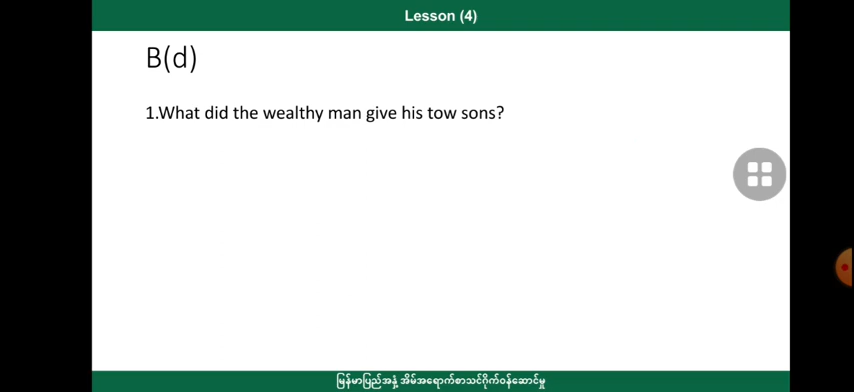 Lesson (4)
B(d)
1.What did the wealthy man give his tow sons?
မြန်မာပြည်အနှံ့ အိမ်အရောက်စာသင်ဝိုက်ဝန်ဆောင်မှု